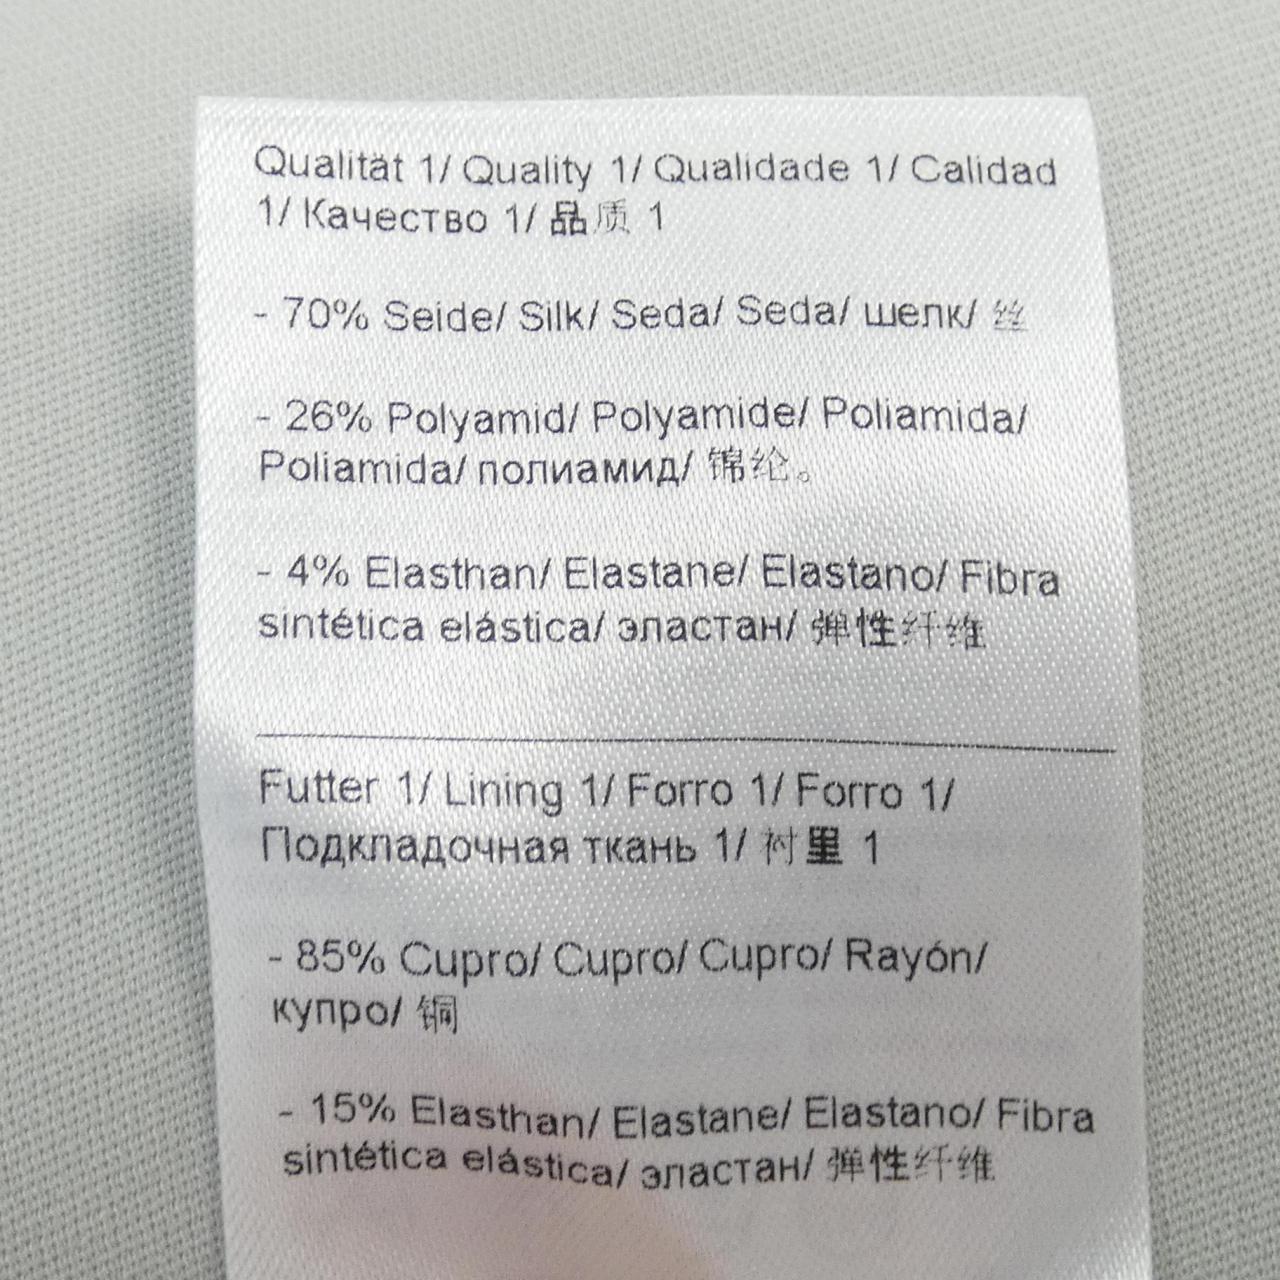 Qualität 1/ Quality 1/ Qualidade 1/ Calidad
1/ Качество 1/ 品质 1
- 70% Seide/ Silk/ Seda/ Seda/ шелк/ 丝
- 26% Polyamid/ Polyamide/ Poliamida/
Poliamida/ полиамид/ 锦纶。
- 4% Elasthan/ Elastane/ Elastano/ Fibra
sintética elástica/ эластан/ 弹性纤维
Futter 1/ Lining 1/ Forro 1/ Forro 1/
Подкладочная ткань 1/ 衬里 1
- 85% Cupro/ Cupro/ Cupro/ Rayón/
купро/ 铜
- 15% Elasthan/ Elastane/ Elastano/ Fibra
sintética elástica/ эластан/ 弹性纤维